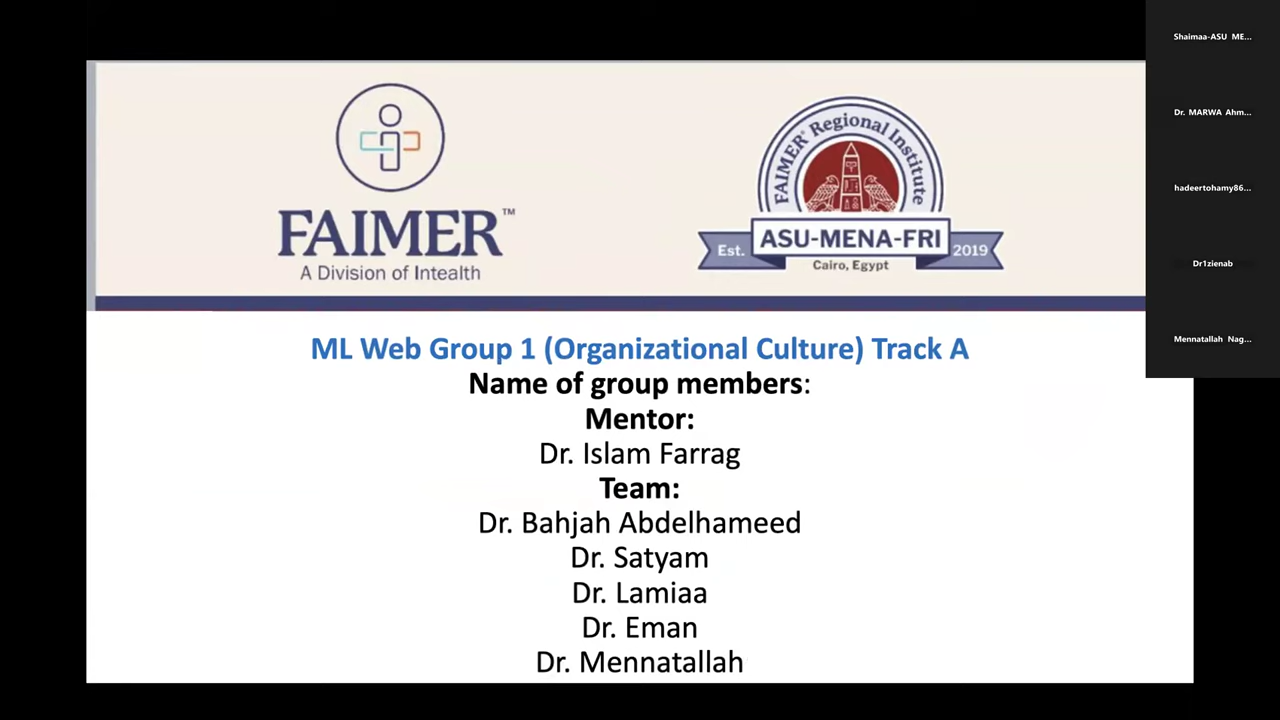 FAIMER™
A Division of Intealth
FAIMER® Regional Institute
Est. ASU-MENA-FRI 2019
Cairo, Egypt
ML Web Group 1 (Organizational Culture) Track A
Name of group members:
Mentor:
Dr. Islam Farrag
Team:
Dr. Bahjah Abdelhameed
Dr. Satyam
Dr. Lamiaa
Dr. Eman
Dr. Mennatallah
Shaimaa-ASU ME...
Dr. MARWA Ahm...
hadeertohamy86...
Dr1zienab
Mennatallah Nag...